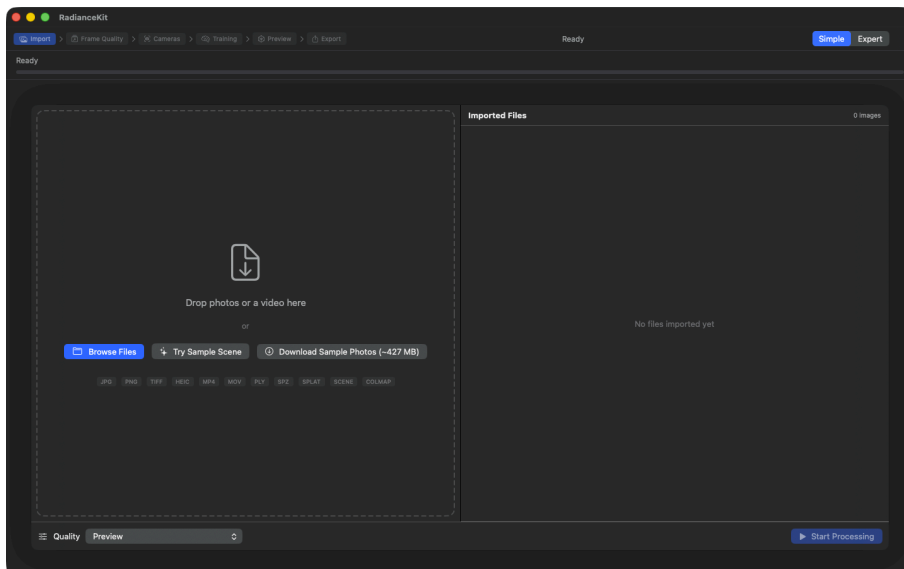 RadianceKit
Import > Frame Quality > Cameras > Training > Preview > Export
Ready
Simple Expert
Ready
Drop photos or a video here
or
Browse Files
Try Sample Scene
Download Sample Photos (~427 MB)
JPG PNG TIFF HEIC MP4 MOV PLY SPZ SPLAT SCENE COLMAP
Imported Files
0 images
No files imported yet
Quality Preview
Start Processing